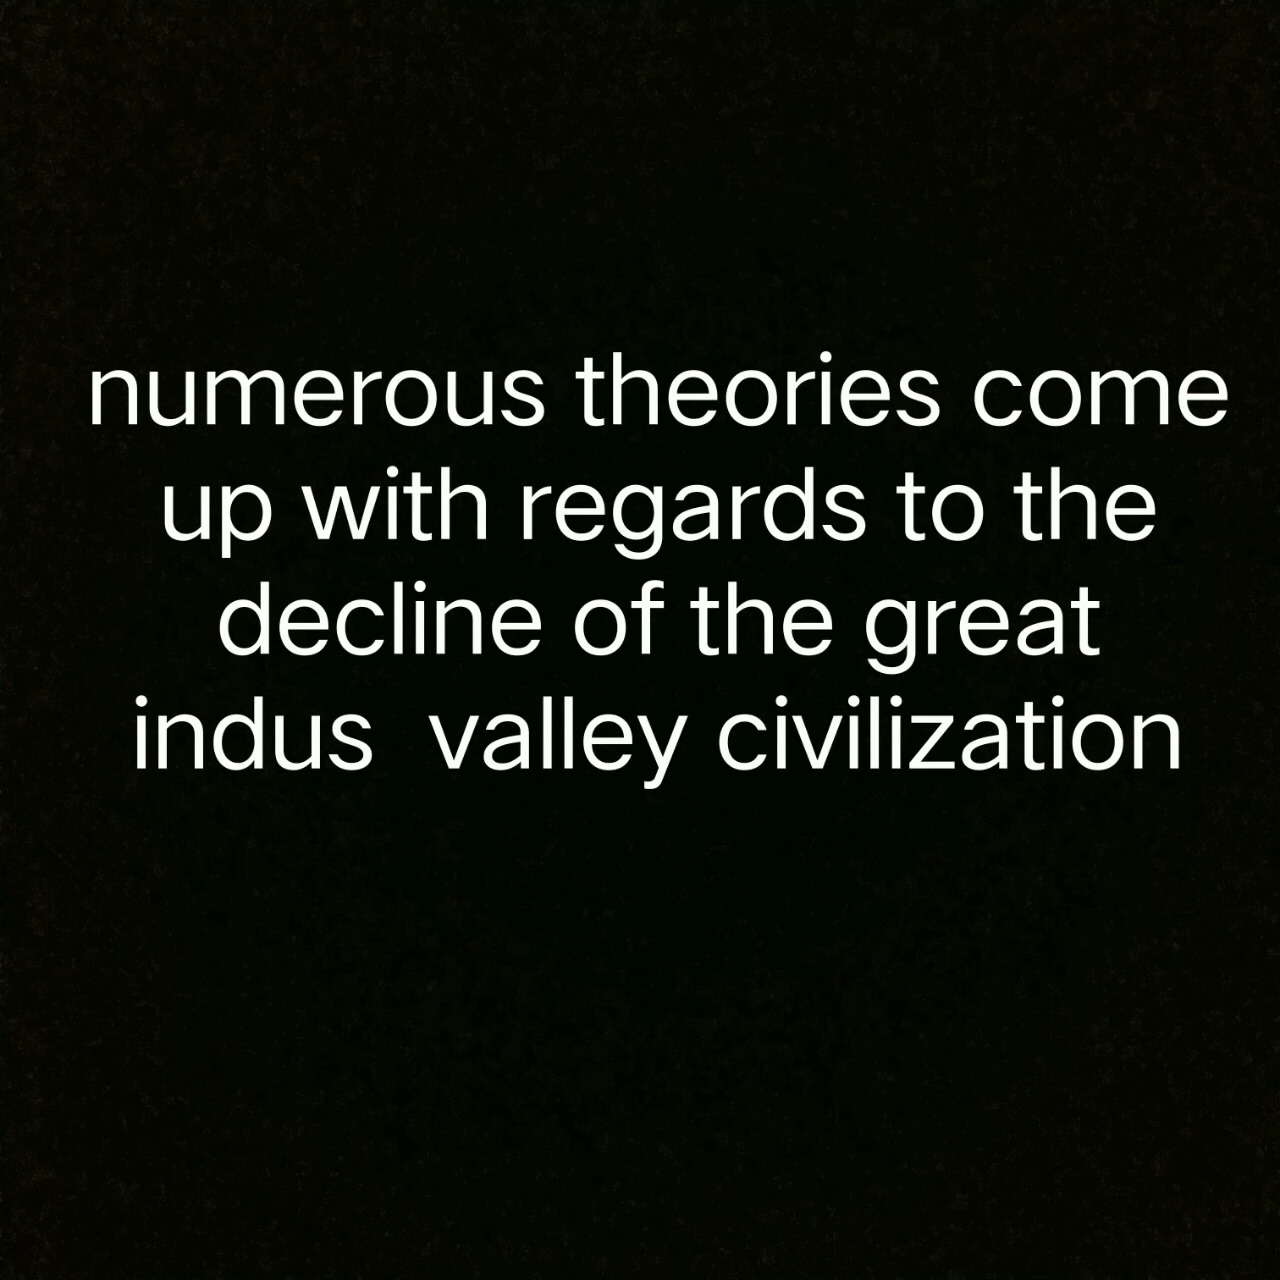 numerous theories come
up with regards to the
decline of the great
indus  valley civilization